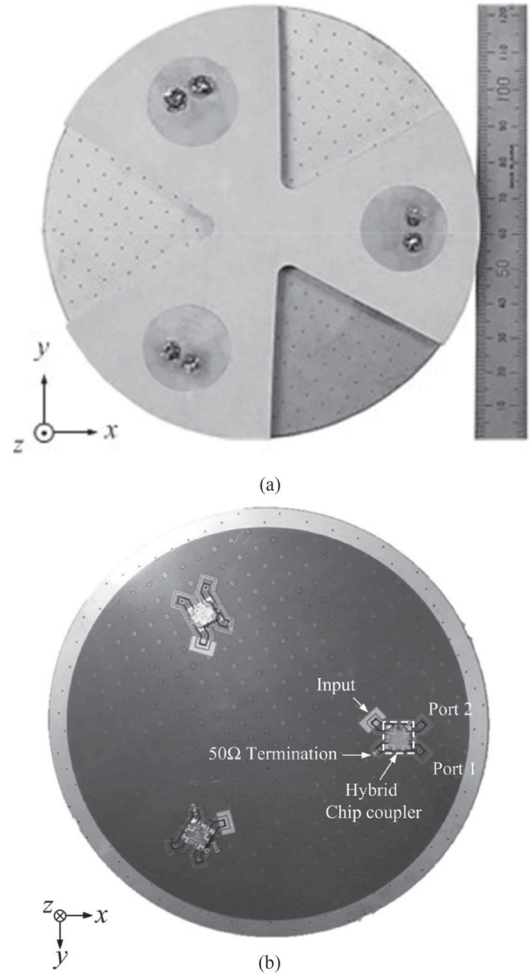 100
90
80
70
60
50
40
30
20
10
y
z
x
(a)
Input
Port 2
50Ω Termination
Port 1
Hybrid
Chip coupler
z
x
y
(b)